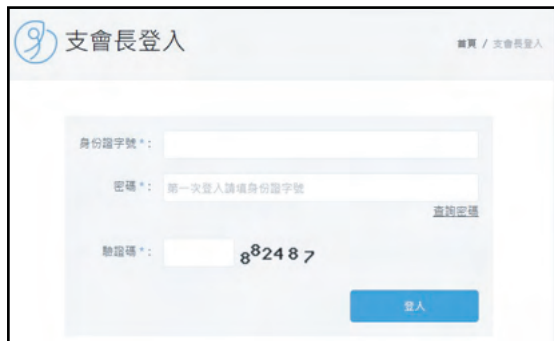 支會長登入
首頁 / 支會長登入
身份證字號*：
密碼*： 第一次登入請填身份證字號
查詢密碼
驗證碼*： 882487
登入